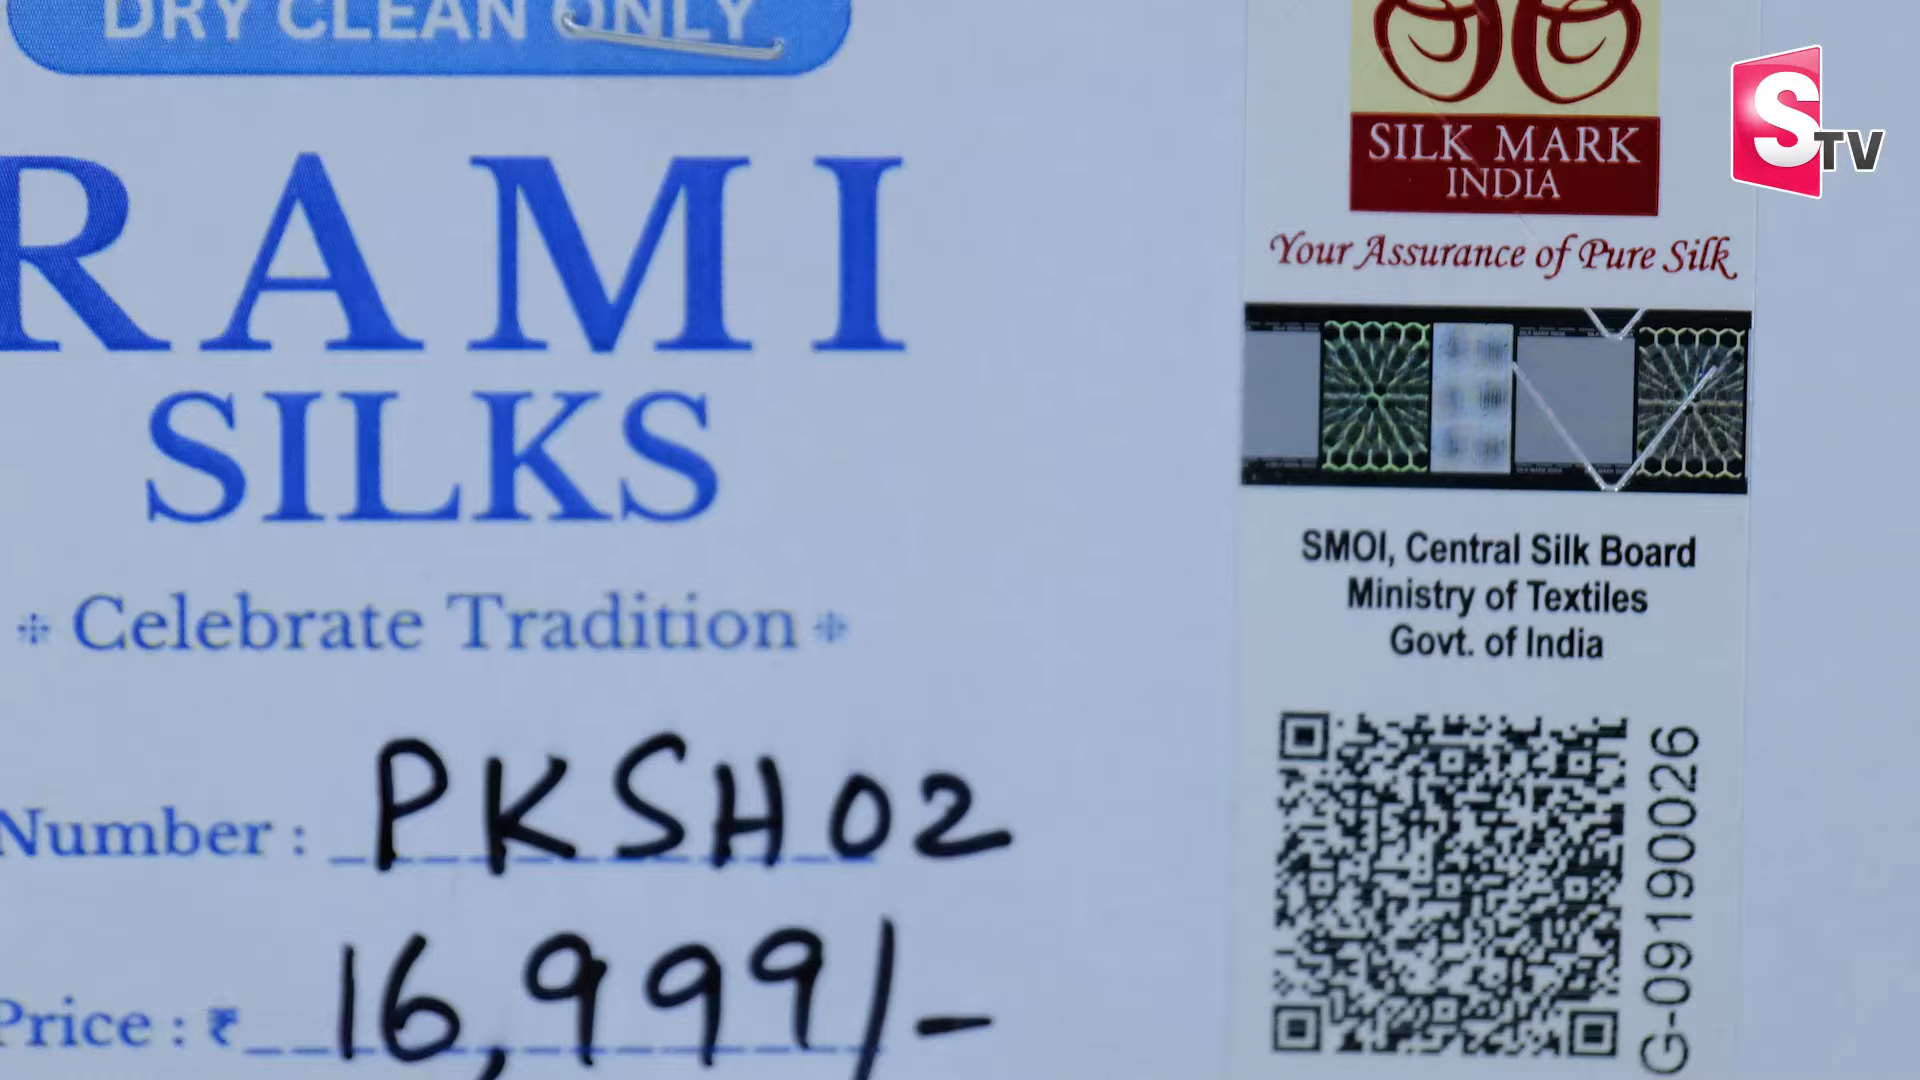 DRY CLEAN ONLY
RAMI
SILKS
Celebrate Tradition
Number : PKSH02
Price : ₹ 16,999/-
SILK MARK
INDIA
Your Assurance of Pure Silk
SMOI, Central Silk Board
Ministry of Textiles
Govt. of India
G-09190026
S TV